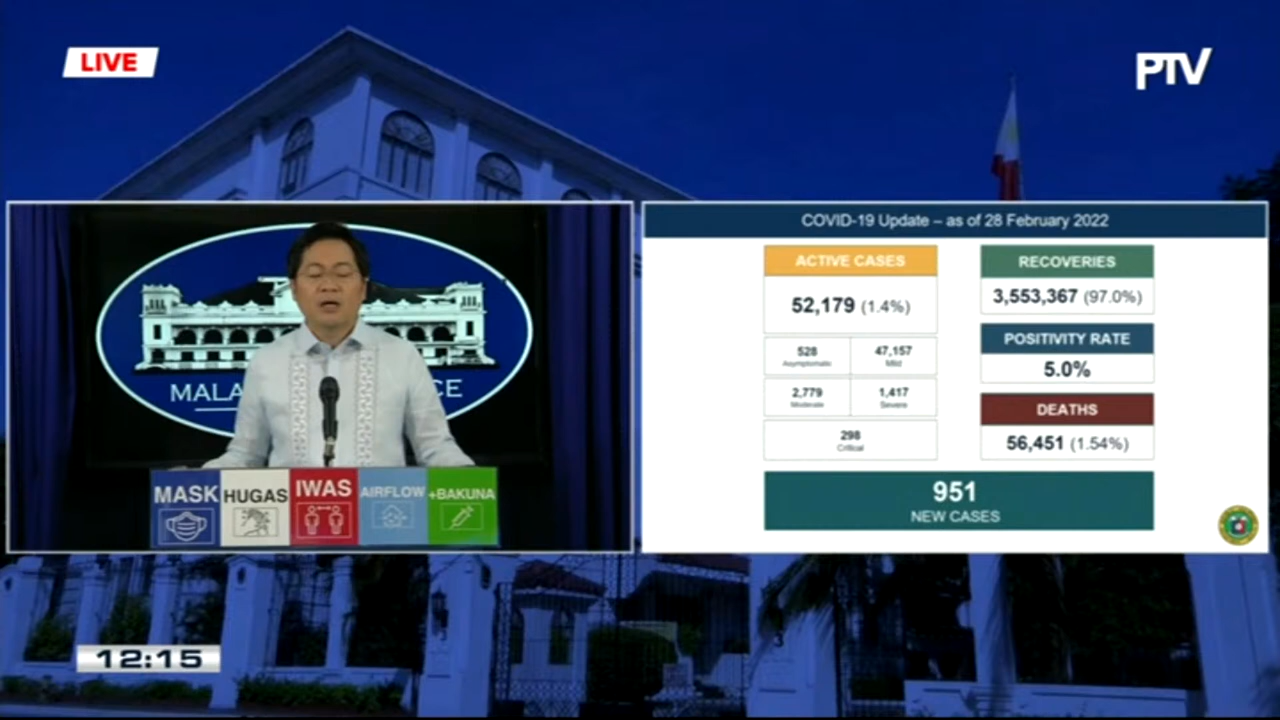 LIVE
PTV
MALA CE
MASK
HUGAS
IWAS
AIRFLOW
+BAKUNA
COVID-19 Update – as of 28 February 2022
ACTIVE CASES
52,179 (1.4%)
528
Asymptomatic
47,157
Mild
2,779
Moderate
1,417
Severe
298
Critical
RECOVERIES
3,553,367 (97.0%)
POSITIVITY RATE
5.0%
DEATHS
56,451 (1.54%)
951
NEW CASES
12:15